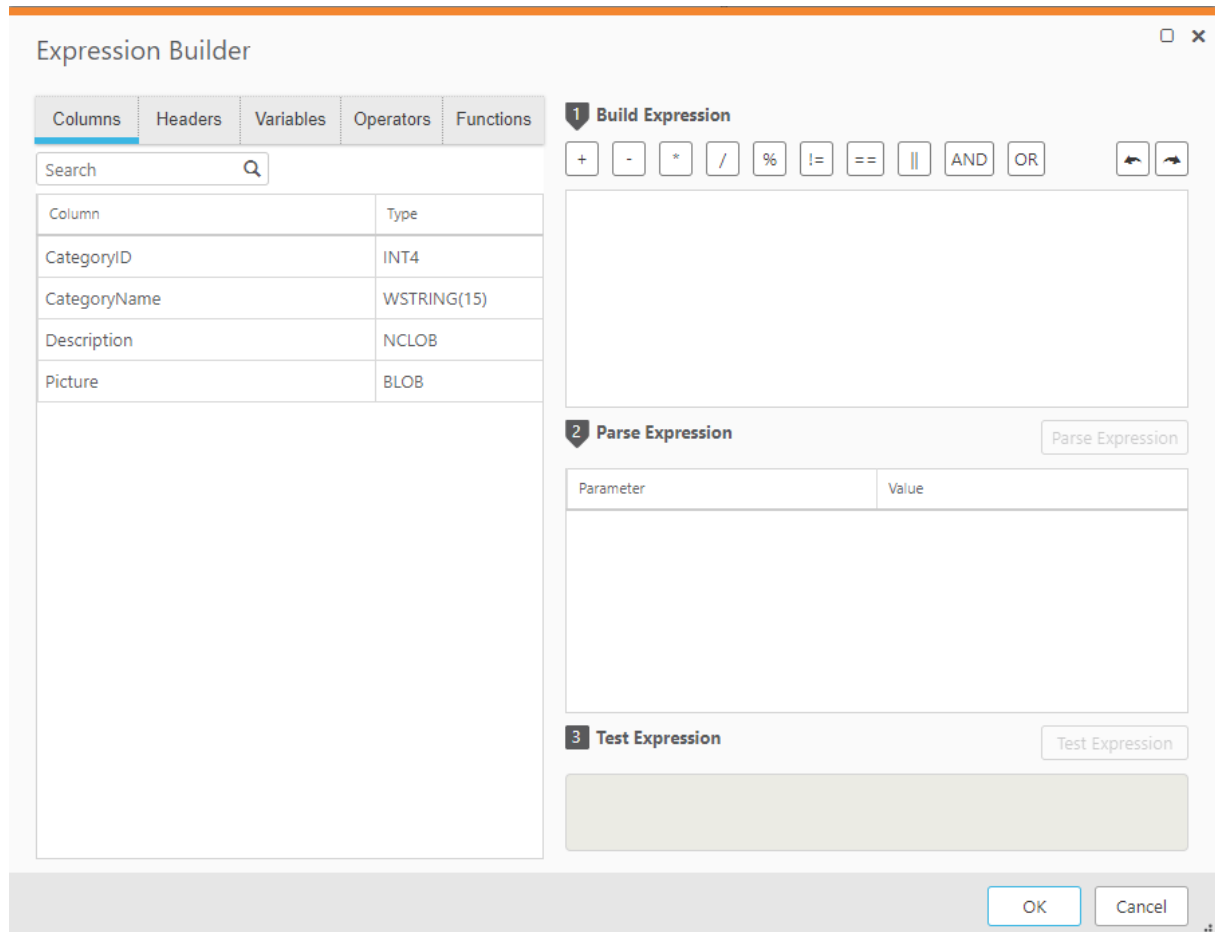 Expression Builder
Columns Headers Variables Operators Functions
Search
Column Type
CategoryID INT4
CategoryName WSTRING(15)
Description NCLOB
Picture BLOB
1 Build Expression
+ - * / % != == || AND OR
2 Parse Expression Parse Expression
Parameter Value
3 Test Expression Test Expression
OK Cancel